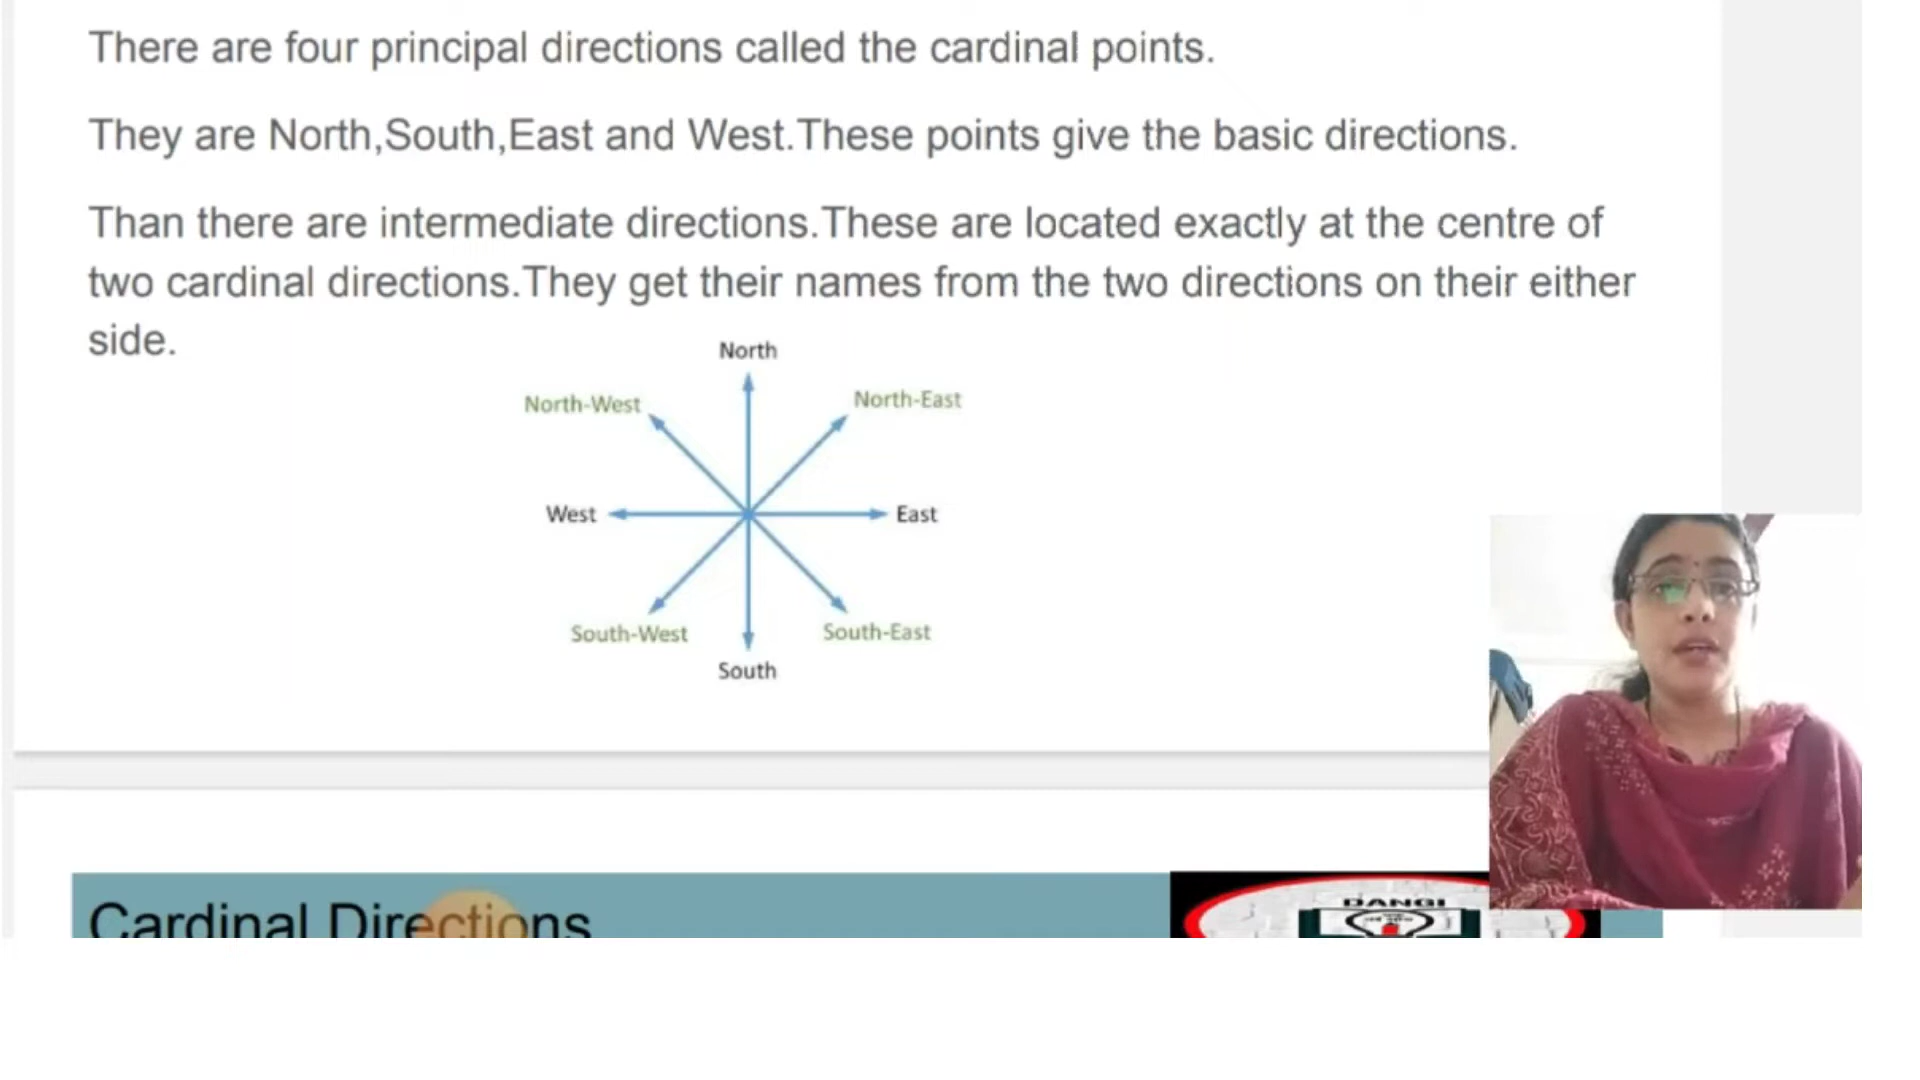 There are four principal directions called the cardinal points.
They are North,South,East and West.These points give the basic directions.
Than there are intermediate directions.These are located exactly at the centre of
two cardinal directions.They get their names from the two directions on their either
side.
North
North-West
North-East
West
East
South-West
South-East
South
Cardinal Directions
DANGI